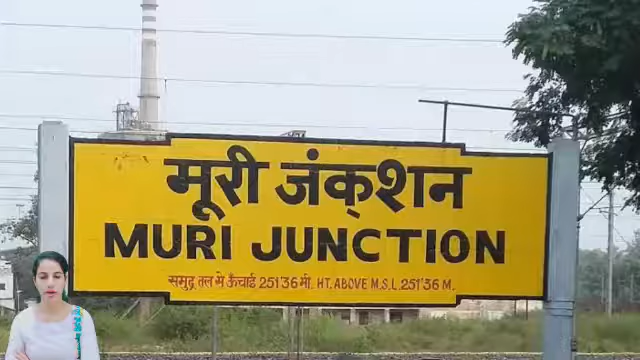 मूरी जंक्शन
MURI JUNCTION
समुद्र तल से ऊँचाई 251'36 मी. HT. ABOVE M.S.L. 251'36 M.